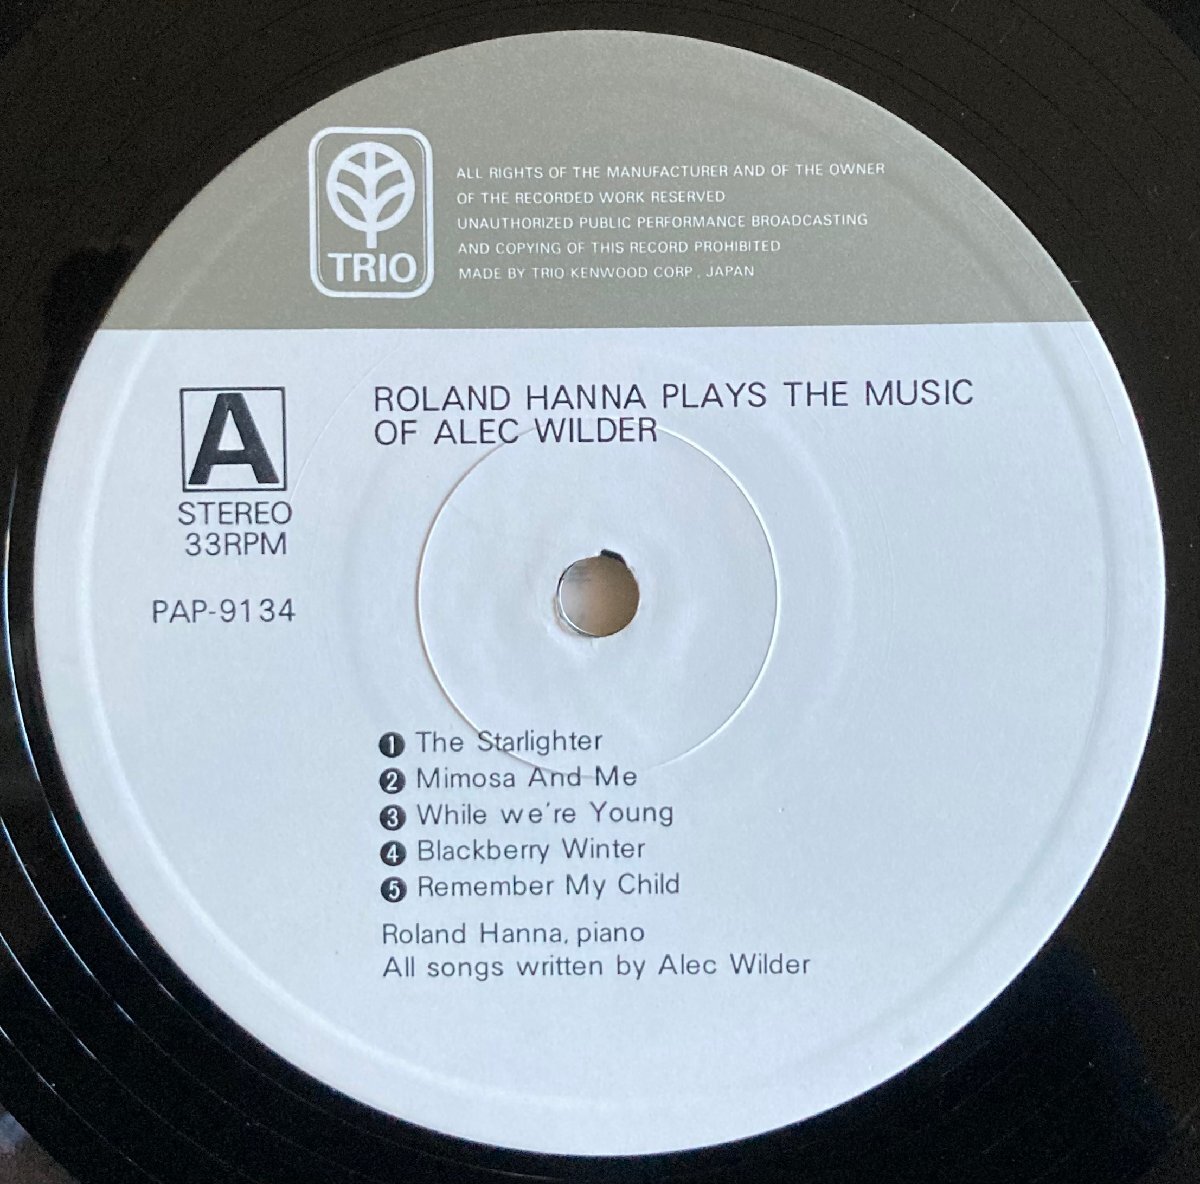 TRIO
ALL RIGHTS OF THE MANUFACTURER AND OF THE OWNER
OF THE RECORDED WORK RESERVED
UNAUTHORIZED PUBLIC PERFORMANCE BROADCASTING
AND COPYING OF THIS RECORD PROHIBITED
MADE BY TRIO KENWOOD CORP., JAPAN
A
STEREO
33RPM
PAP-9134
ROLAND HANNA PLAYS THE MUSIC
OF ALEC WILDER
1 The Starlighter
2 Mimosa And Me
3 While we're Young
4 Blackberry Winter
5 Remember My Child
Roland Hanna, piano
All songs written by Alec Wilder